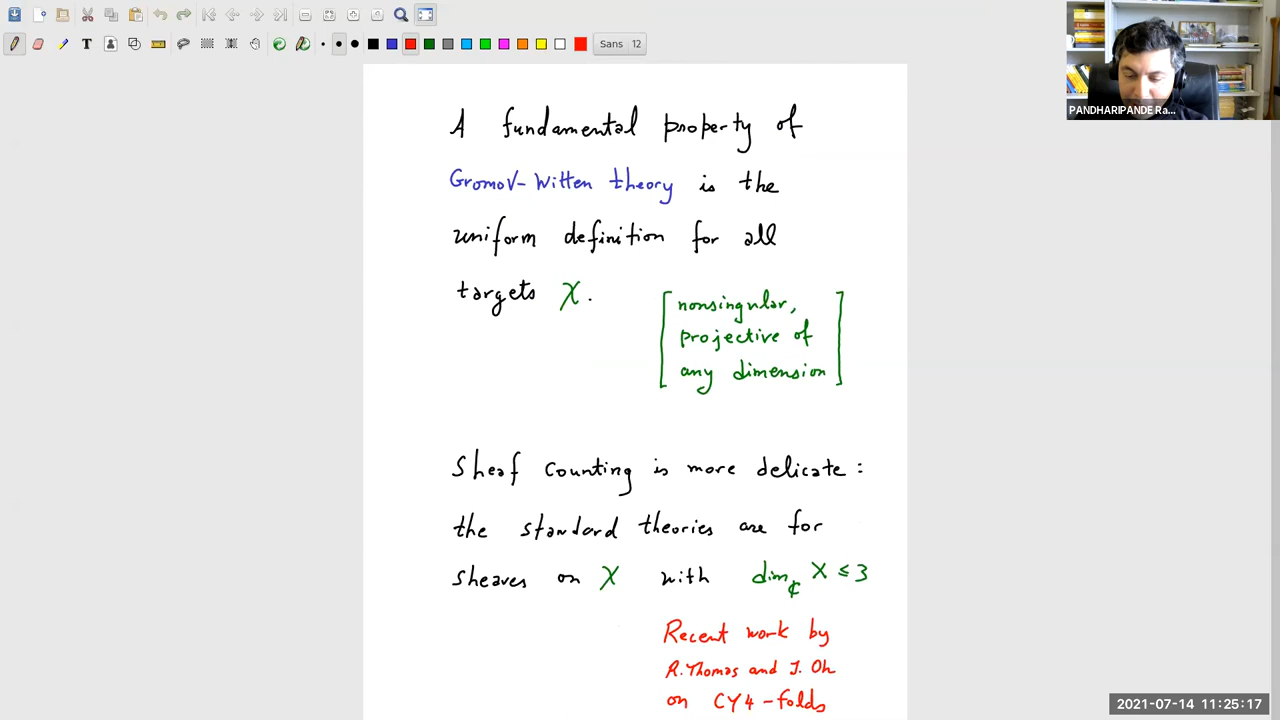 Sans 12
PANDHARIPANDE Ra...
A fundamental property of
Gromov-Witten theory is the
uniform definition for all
targets X.
[nonsingular,
projective of
any dimension]
Sheaf counting is more delicate:
the standard theories are for
sheaves on X with dim_ℂ X ≤ 3
Recent work by
R. Thomas and J. Oh
on CY4-folds
2021-07-14 11:25:17